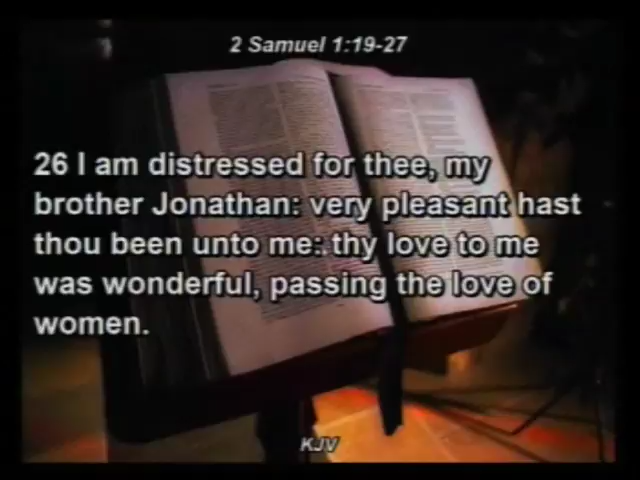 2 Samuel 1:19-27
26 I am distressed for thee, my
brother Jonathan: very pleasant hast
thou been unto me: thy love to me
was wonderful, passing the love of
women.
KJV